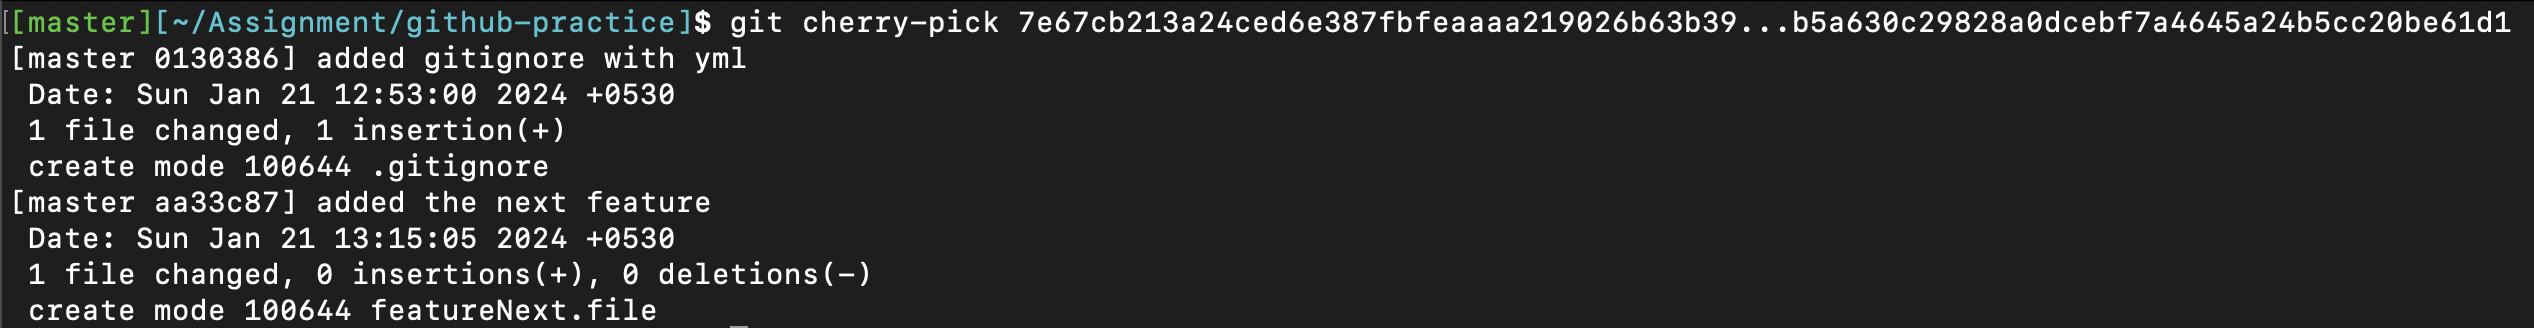 [[master][~/Assignment/github-practice]$ git cherry-pick 7e67cb213a24ced6e387fbfeaaaa219026b63b39...b5a630c29828a0dcebf7a4645a24b5cc20be61d1
[master 0130386] added gitignore with yml
 Date: Sun Jan 21 12:53:00 2024 +0530
 1 file changed, 1 insertion(+)
 create mode 100644 .gitignore
[master aa33c87] added the next feature
 Date: Sun Jan 21 13:15:05 2024 +0530
 1 file changed, 0 insertions(+), 0 deletions(-)
 create mode 100644 featureNext.file